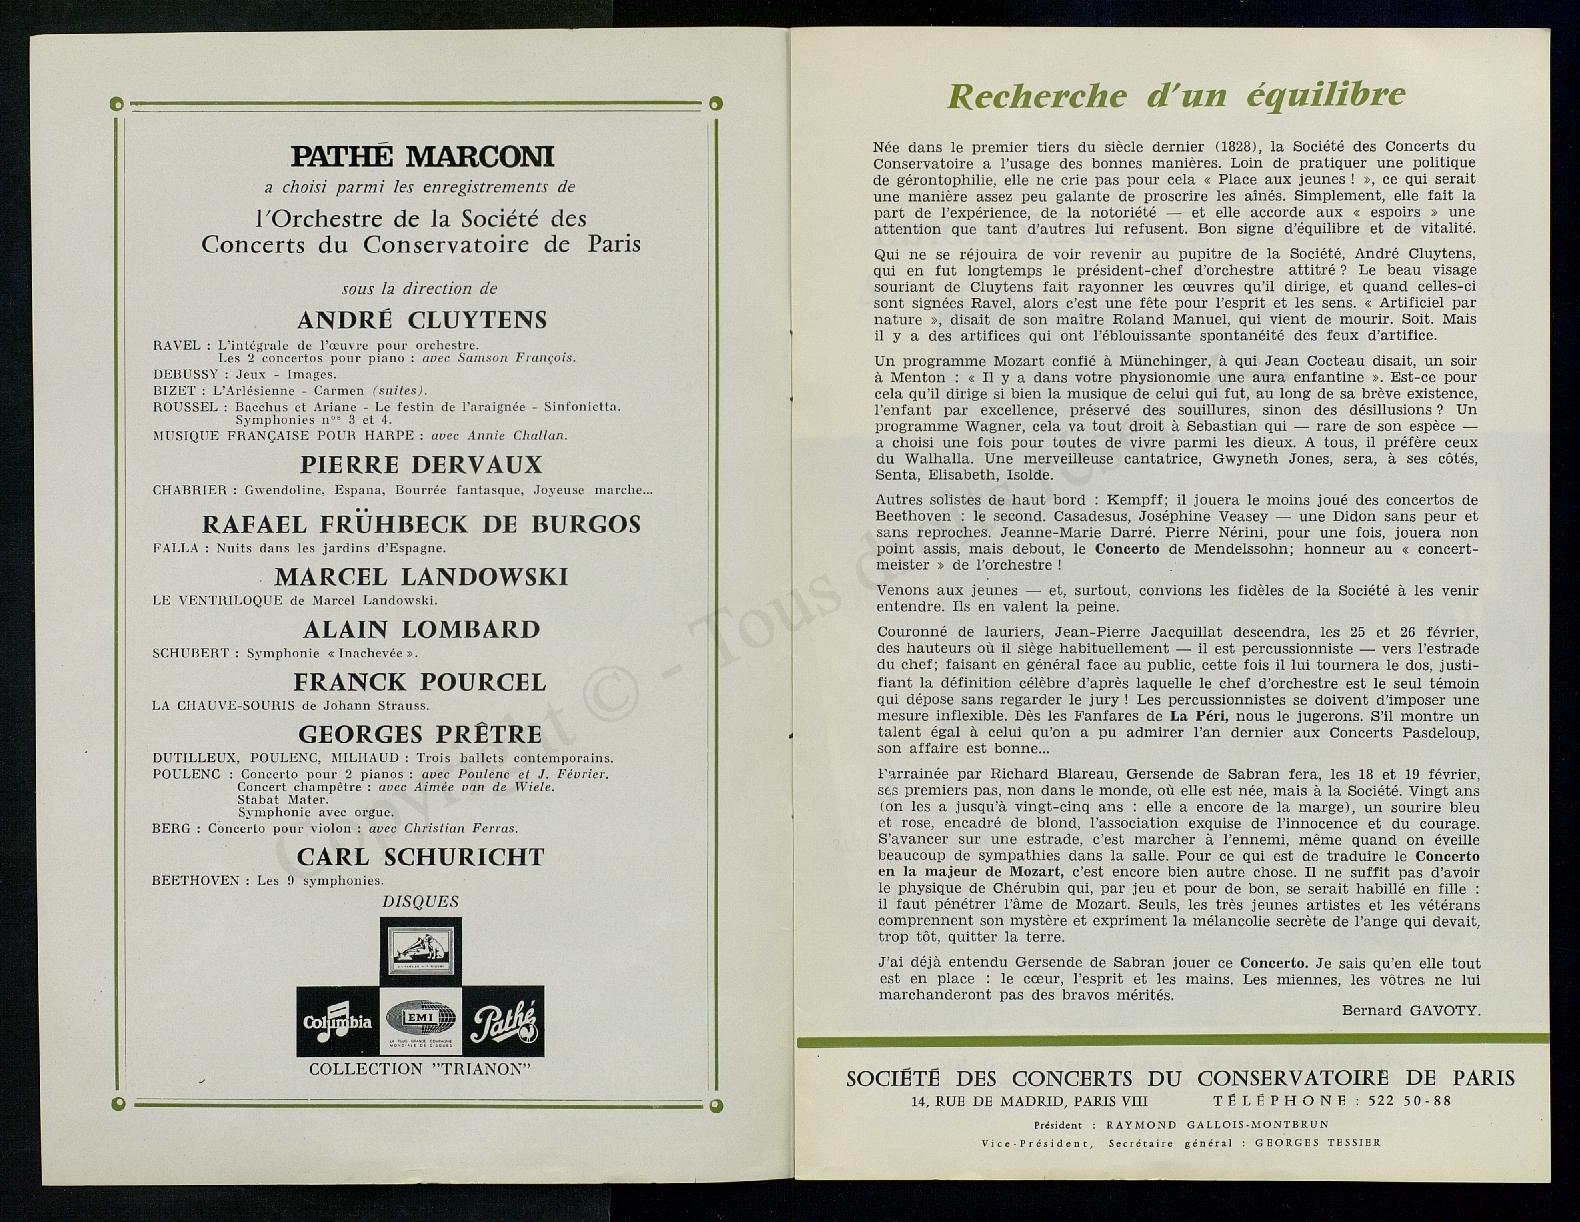 PATHÉ MARCONI
a choisi parmi les enregistrements de
l'Orchestre de la Société des
Concerts du Conservatoire de Paris
sous la direction de
ANDRÉ CLUYTENS
RAVEL : L'intégrale de l'œuvre pour orchestre.
Les 2 concertos pour piano : avec Samson François.
DEBUSSY : Jeux - Images.
BIZET : L'Arlésienne - Carmen (suites).
ROUSSEL : Bacchus et Ariane - Le festin de l'araignée - Sinfonietta.
Symphonies nos 3 et 4.
MUSIQUE FRANÇAISE POUR HARPE : avec Annie Challan.
PIERRE DERVAUX
CHABRIER : Gwendoline, Espana, Bourrée fantasque, Joyeuse marche...
RAFAEL FRÜHBECK DE BURGOS
FALLA : Nuits dans les jardins d'Espagne.
MARCEL LANDOWSKI
LE VENTRILOQUE de Marcel Landowski.
ALAIN LOMBARD
SCHUBERT : Symphonie « Inachevée ».
FRANCK POURCEL
LA CHAUVE-SOURIS de Johann Strauss.
GEORGES PRÊTRE
DUTILLEUX, POULENC, MILHAUD : Trois ballets contemporains.
POULENC : Concerto pour 2 pianos : avec Poulenc et J. Février.
Concert champêtre : avec Aimée van de Wiele.
Stabat Mater.
Symphonie avec orgue.
BERG : Concerto pour violon : avec Christian Ferras.
CARL SCHURICHT
BEETHOVEN : Les 9 symphonies.
DISQUES
Columbia
EMI
LA PLUS GRANDE COMPAGNIE
MONDIALE DE DISQUES
Pathé
COLLECTION "TRIANON"
Recherche d'un équilibre
Née dans le premier tiers du siècle dernier (1828), la Société des Concerts du
Conservatoire a l'usage des bonnes manières. Loin de pratiquer une politique
de gérontophilie, elle ne crie pas pour cela « Place aux jeunes ! », ce qui serait
une manière assez peu galante de proscrire les aînés. Simplement, elle fait la
part de l'expérience, de la notoriété — et elle accorde aux « espoirs » une
attention que tant d'autres lui refusent. Bon signe d'équilibre et de vitalité.
Qui ne se réjouira de voir revenir au pupitre de la Société, André Cluytens,
qui en fut longtemps le président-chef d'orchestre attitré ? Le beau visage
souriant de Cluytens fait rayonner les œuvres qu'il dirige, et quand celles-ci
sont signées Ravel, alors c'est une fête pour l'esprit et les sens. « Artificiel par
nature », disait de son maître Roland Manuel, qui vient de mourir. Soit. Mais
il y a des artifices qui ont l'éblouissante spontanéité des feux d'artifice.
Un programme Mozart confié à Münchinger, à qui Jean Cocteau disait, un soir
à Menton : « Il y a dans votre physionomie une aura enfantine ». Est-ce pour
cela qu'il dirige si bien la musique de celui qui fut, au long de sa brève existence,
l'enfant par excellence, préservé des souillures, sinon des désillusions ? Un
programme Wagner, cela va tout droit à Sebastian qui — rare de son espèce —
a choisi une fois pour toutes de vivre parmi les dieux. A tous, il préfère ceux
du Walhalla. Une merveilleuse cantatrice, Gwyneth Jones, sera, à ses côtés,
Senta, Elisabeth, Isolde.
Autres solistes de haut bord : Kempff; il jouera le moins joué des concertos de
Beethoven : le second. Casadesus, Joséphine Veasey — une Didon sans peur et
sans reproches. Jeanne-Marie Darré. Pierre Nérini, pour une fois, jouera non
point assis, mais debout, le Concerto de Mendelssohn; honneur au « concert-
meister » de l'orchestre !
Venons aux jeunes — et, surtout, convions les fidèles de la Société à les venir
entendre. Ils en valent la peine.
Couronné de lauriers, Jean-Pierre Jacquillat descendra, les 25 et 26 février,
des hauteurs où il siège habituellement — il est percussionniste — vers l'estrade
du chef; faisant en général face au public, cette fois il lui tournera le dos, justi-
fiant la définition célèbre d'après laquelle le chef d'orchestre est le seul témoin
qui dépose sans regarder le jury ! Les percussionnistes se doivent d'imposer une
mesure inflexible. Dès les Fanfares de La Péri, nous le jugerons. S'il montre un
talent égal à celui qu'on a pu admirer l'an dernier aux Concerts Pasdeloup,
son affaire est bonne...
Parrainée par Richard Blareau, Gersende de Sabran fera, les 18 et 19 février,
ses premiers pas, non dans le monde, où elle est née, mais à la Société. Vingt ans
(on les a jusqu'à vingt-cinq ans : elle a encore de la marge), un sourire bleu
et rose, encadré de blond, l'association exquise de l'innocence et du courage.
S'avancer sur une estrade, c'est marcher à l'ennemi, même quand on éveille
beaucoup de sympathies dans la salle. Pour ce qui est de traduire le Concerto
en la majeur de Mozart, c'est encore bien autre chose. Il ne suffit pas d'avoir
le physique de Chérubin qui, par jeu et pour de bon, se serait habillé en fille :
il faut pénétrer l'âme de Mozart. Seuls, les très jeunes artistes et les vétérans
comprennent son mystère et expriment la mélancolie secrète de l'ange qui devait,
trop tôt, quitter la terre.
J'ai déjà entendu Gersende de Sabran jouer ce Concerto. Je sais qu'en elle tout
est en place : le cœur, l'esprit et les mains. Les miennes, les vôtres ne lui
marchanderont pas des bravos mérités.
Bernard GAVOTY.
SOCIÉTÉ DES CONCERTS DU CONSERVATOIRE DE PARIS
14, RUE DE MADRID, PARIS VIII TÉLÉPHONE : 522 50-88
Président : RAYMOND GALLOIS-MONTBRUN
Vice-Président, Secrétaire général : GEORGES TESSIER